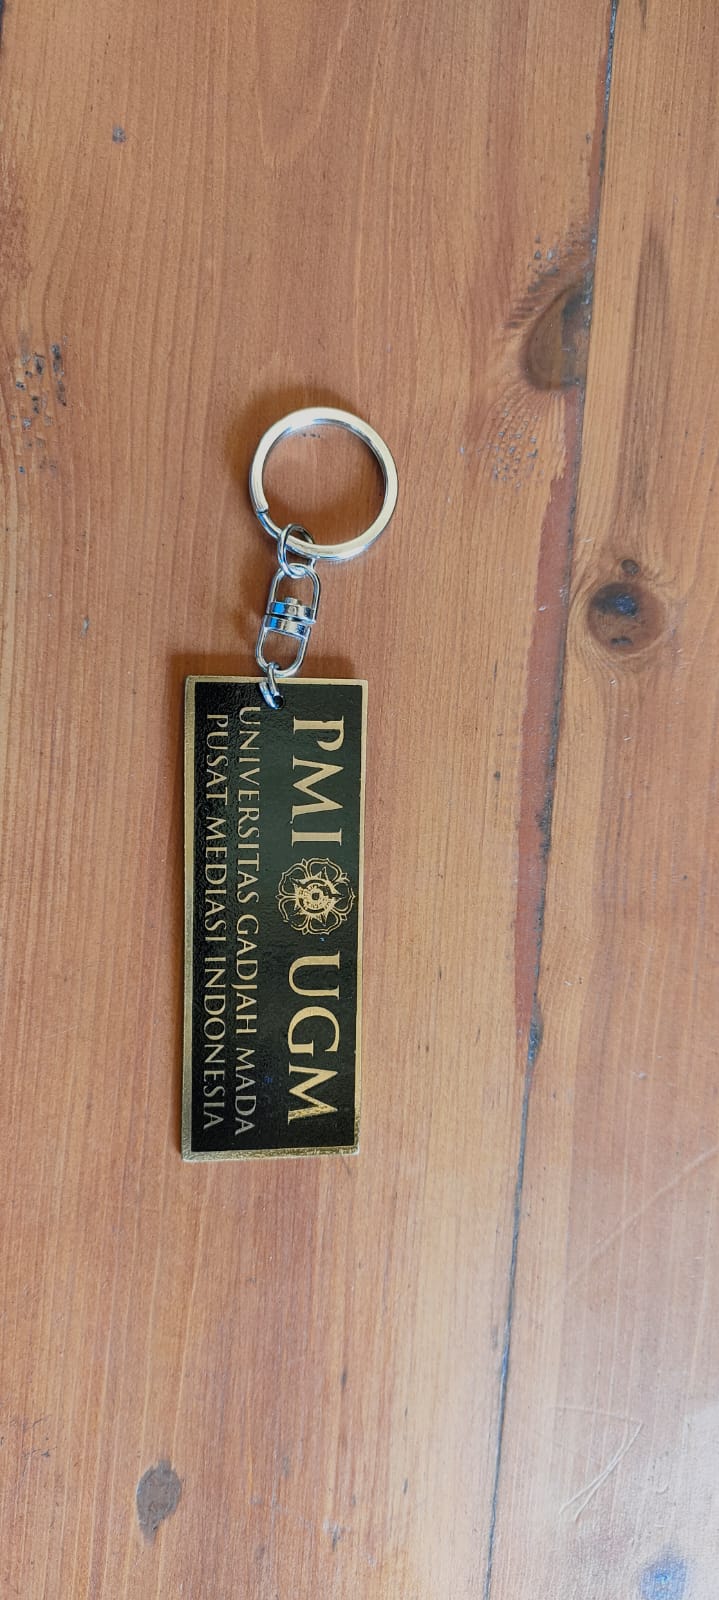 PMI UGM
UNIVERSITAS GADJAH MADA
PUSAT MEDIASI INDONESIA